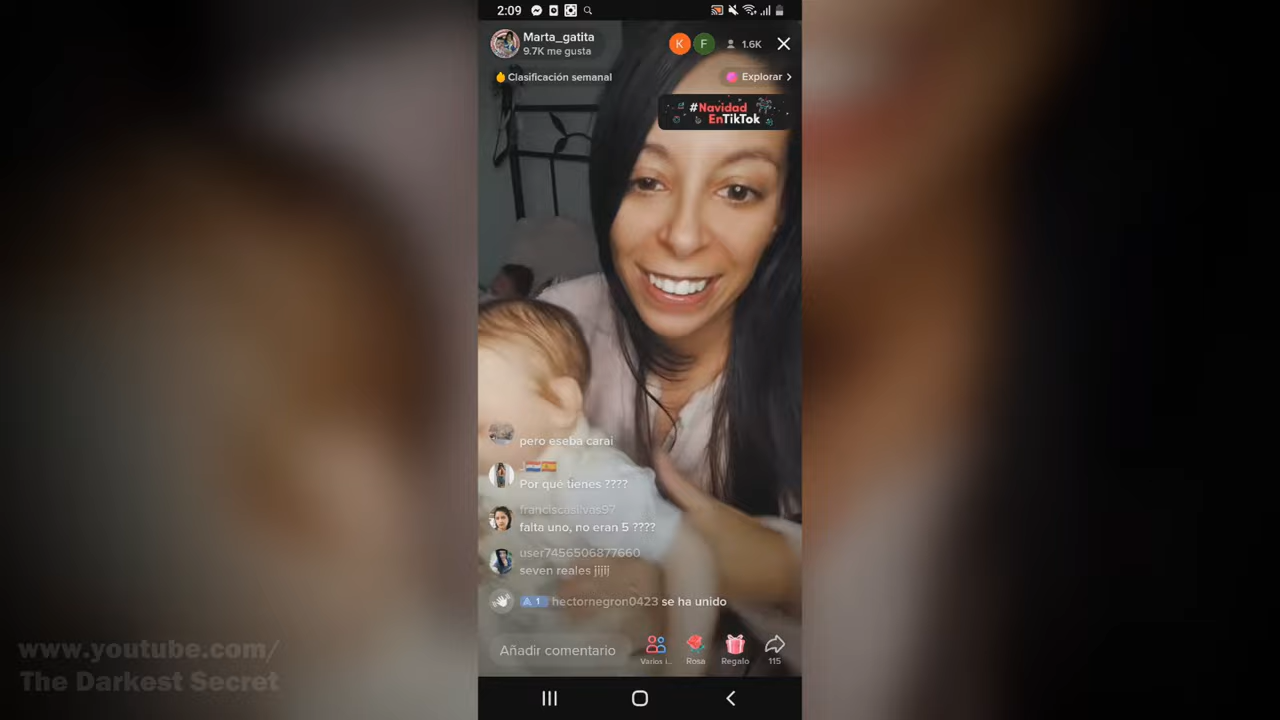 2:09
Marta_gatita
9.7K me gusta
K
F
1.6K
Clasificación semanal
Explorar
#Navidad
EnTikTok
pero eseba carai
Por qué tienes ????
franciscasilvas97
falta uno, no eran 5 ????
user7456506877660
seven reales jijij
1 hectornegron0423 se ha unido
Añadir comentario
Varios i...
Rosa
Regalo
115
www.youtube.com/
The Darkest Secret